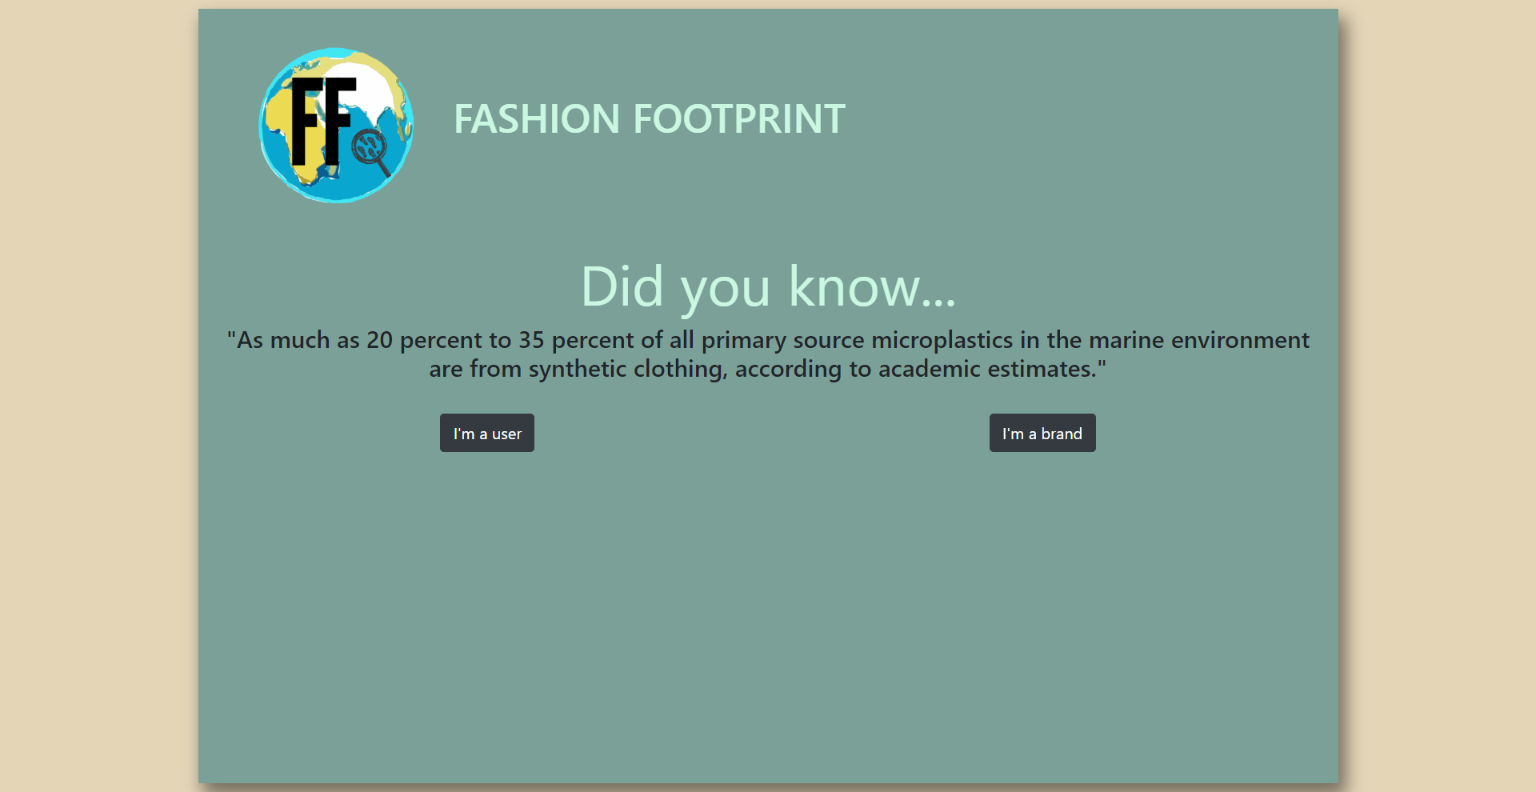 FF
FASHION FOOTPRINT
Did you know...
"As much as 20 percent to 35 percent of all primary source microplastics in the marine environment
are from synthetic clothing, according to academic estimates."
I'm a user
I'm a brand